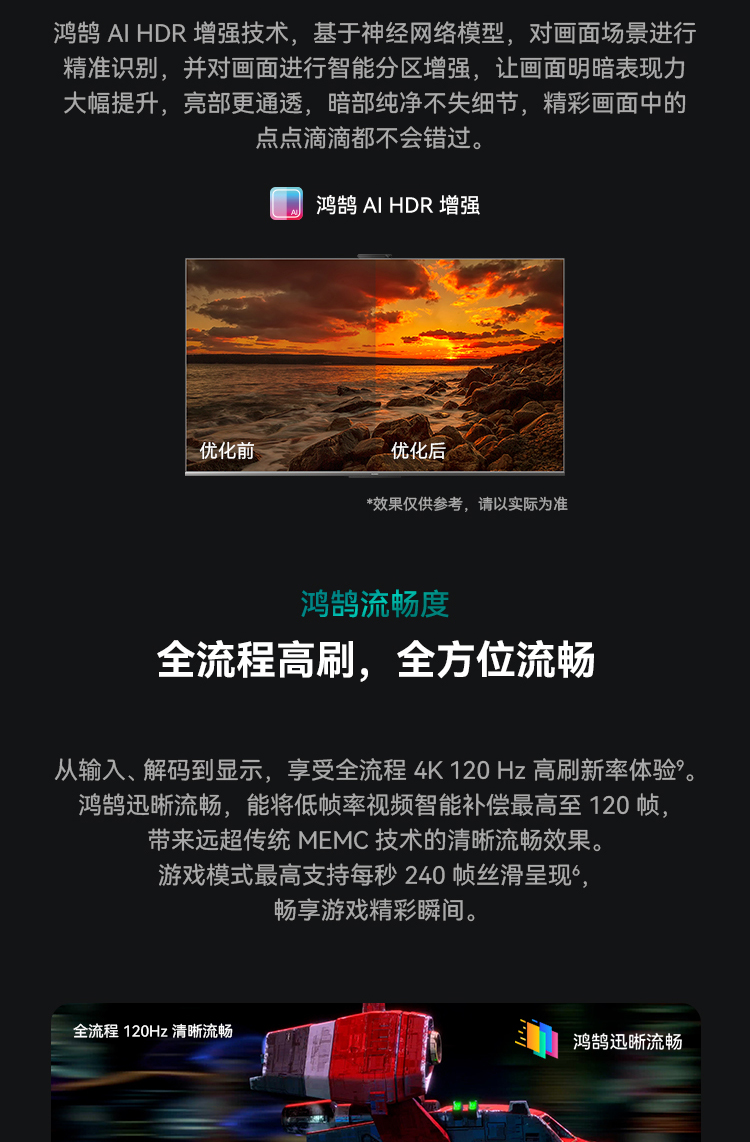 鸿鹄 AI HDR 增强技术，基于神经网络模型，对画面场景进行
精准识别，并对画面进行智能分区增强，让画面明暗表现力
大幅提升，亮部更通透，暗部纯净不失细节，精彩画面中的
点点滴滴都不会错过。
AI
鸿鹄 AI HDR 增强
优化前
优化后
*效果仅供参考，请以实际为准
鸿鹄流畅度
全流程高刷，全方位流畅
从输入、解码到显示，享受全流程 4K 120 Hz 高刷新率体验⁹。
鸿鹄迅晰流畅，能将低帧率视频智能补偿最高至 120 帧，
带来远超传统 MEMC 技术的清晰流畅效果。
游戏模式最高支持每秒 240 帧丝滑呈现⁶，
畅享游戏精彩瞬间。
全流程 120Hz 清晰流畅
鸿鹄迅晰流畅